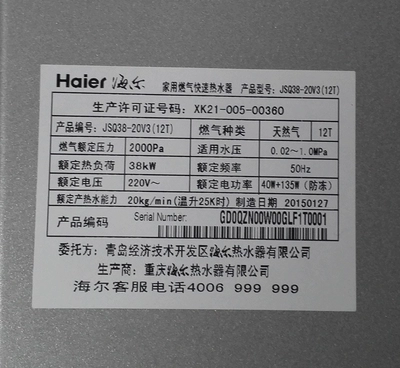 Haier 海尔 家用燃气快速热水器 产品型号: JSQ38-20V3(12T)
生产许可证号码: XK21-005-00360
产品编号: JSQ38-20V3(12T) 燃气种类 天然气 12T
燃气额定压力 2000Pa 适用水压 0.02~1.0MPa
额定热负荷 38kW 额定频率 50Hz
额定电压 220V~ 额定电功率 40W+135W(防冻)
额定产热水能力 20kg/min(温升25K时) 制造日期 20150127
Serial Number: GD0QZN00W00GLF1T0001
委托方: 青岛经济技术开发区海尔热水器有限公司
生产商: 重庆海尔热水器有限公司
海尔客服电话4006 999 999